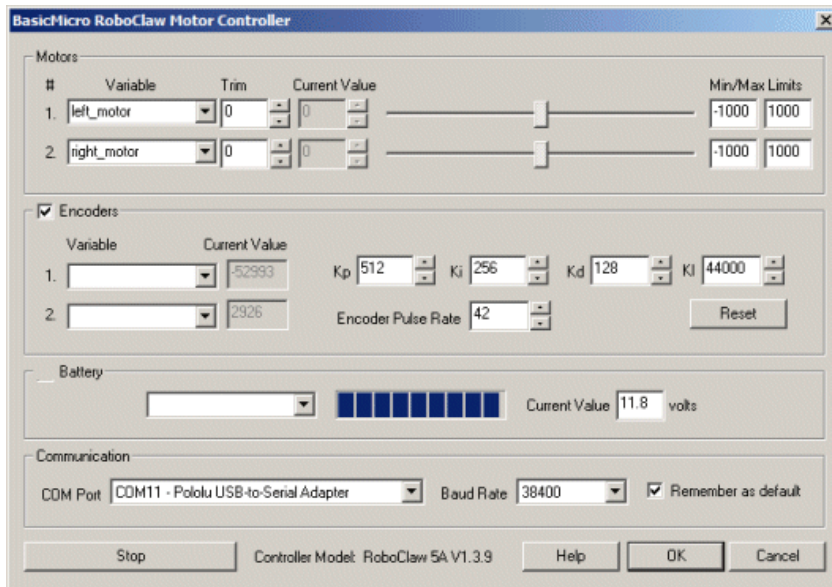 BasicMicro RoboClaw Motor Controller
Motors
# Variable Trim Current Value Min/Max Limits
1. left_motor 0 0 -1000 1000
2. right_motor 0 0 -1000 1000
Encoders
Variable Current Value
1. -52993 Kp 512 Ki 256 Kd 128 Kl 44000
2. 2926 Encoder Pulse Rate 42 Reset
Battery
Current Value 11.8 volts
Communication
COM Port COM11 - Pololu USB-to-Serial Adapter Baud Rate 38400 Remember as default
Stop Controller Model: RoboClaw 5A V1.3.9 Help OK Cancel